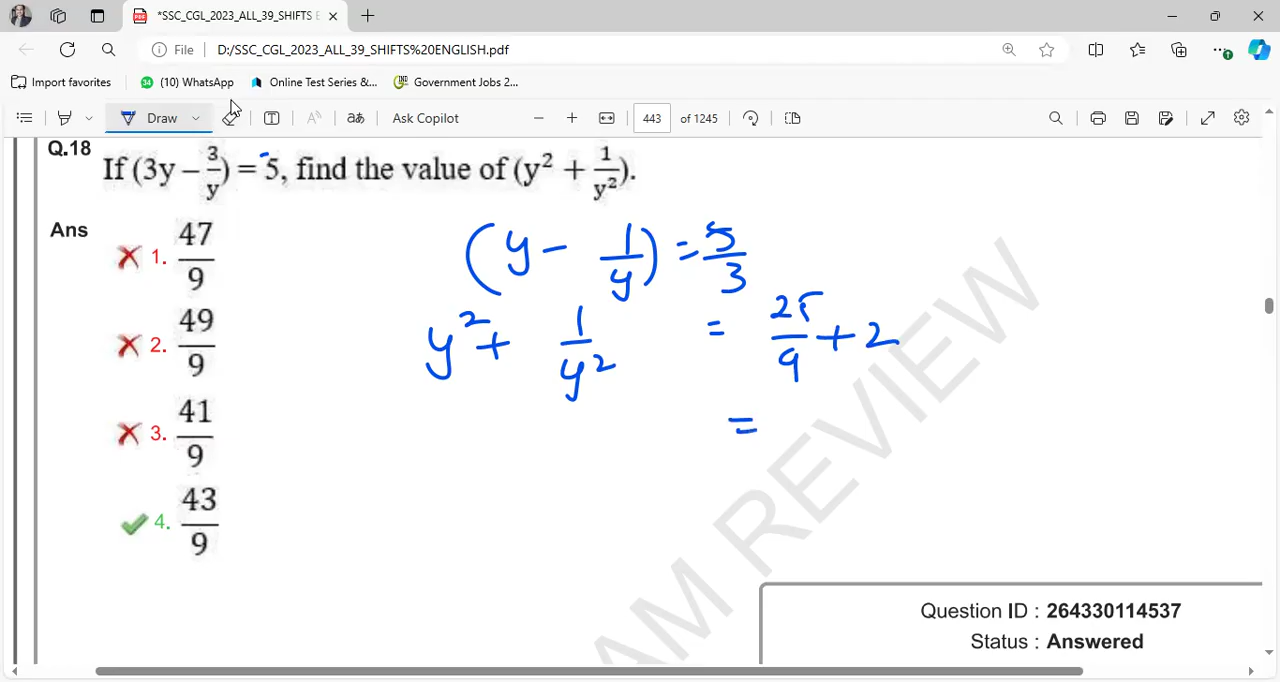 *SSC_CGL_2023_ALL_39_SHIFTS E
File D:/SSC_CGL_2023_ALL_39_SHIFTS%20ENGLISH.pdf
Import favorites 34 (10) WhatsApp Online Test Series &... Government Jobs 2...
Draw aあ Ask Copilot 443 of 1245
Q.18 If (3y – 3/y) = 5, find the value of (y² + 1/y²).
(y – 1/y) = 5/3
y² + 1/y² = 25/9 + 2
=
Ans
1. 47/9
2. 49/9
3. 41/9
4. 43/9
AM REVIEW
Question ID : 264330114537
Status : Answered